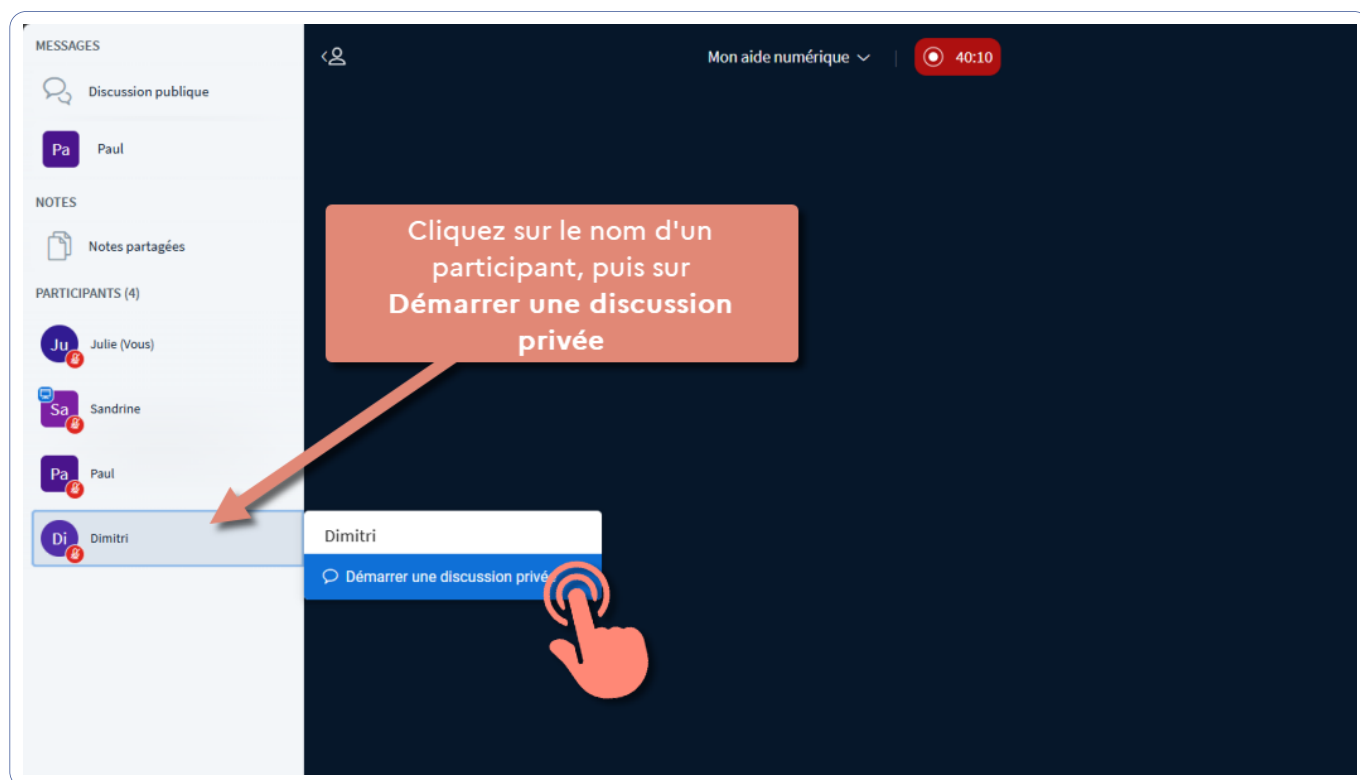 MESSAGES
Discussion publique
Pa
Paul
NOTES
Notes partagées
PARTICIPANTS (4)
Ju
Julie (Vous)
Sa
Sandrine
Pa
Paul
Di
Dimitri
Mon aide numérique
40:10
Cliquez sur le nom d'un
participant, puis sur
Démarrer une discussion
privée
Dimitri
Démarrer une discussion privée